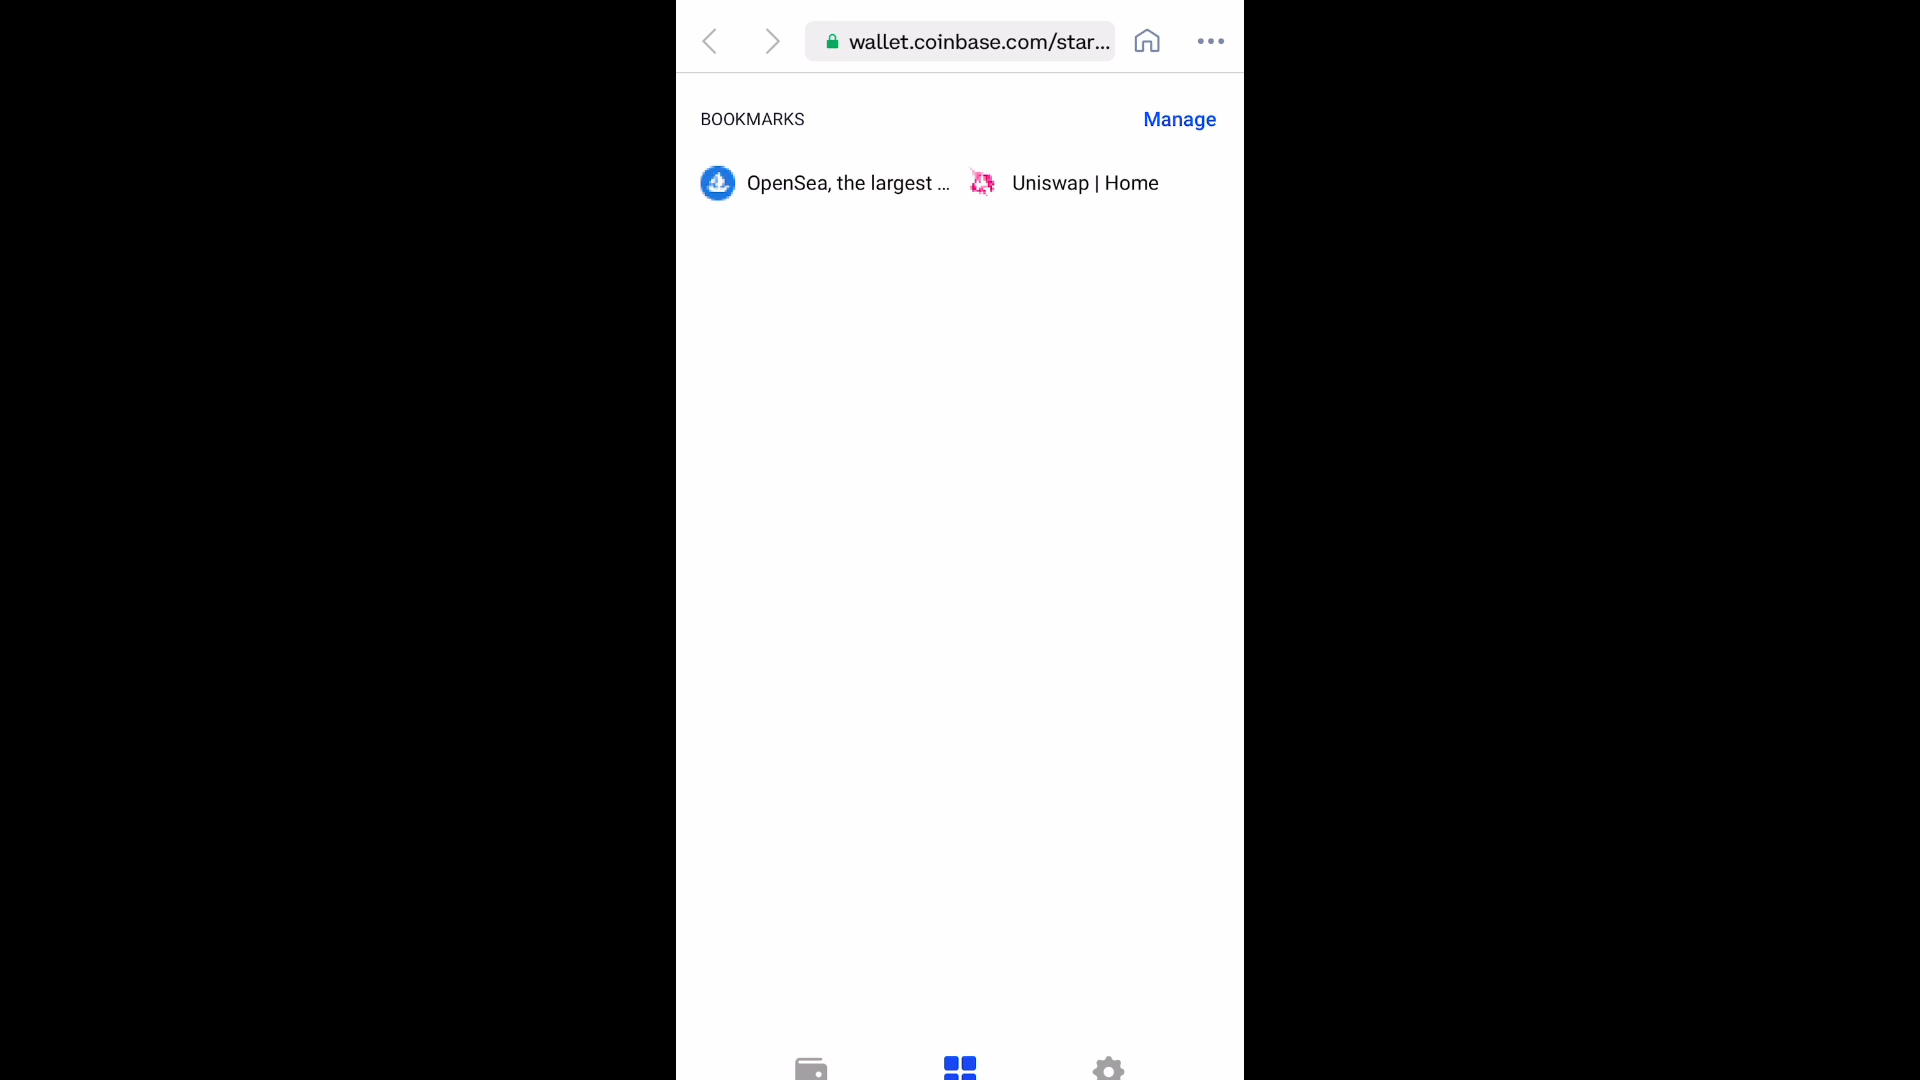 wallet.coinbase.com/star...
BOOKMARKS
Manage
OpenSea, the largest ...
Uniswap | Home